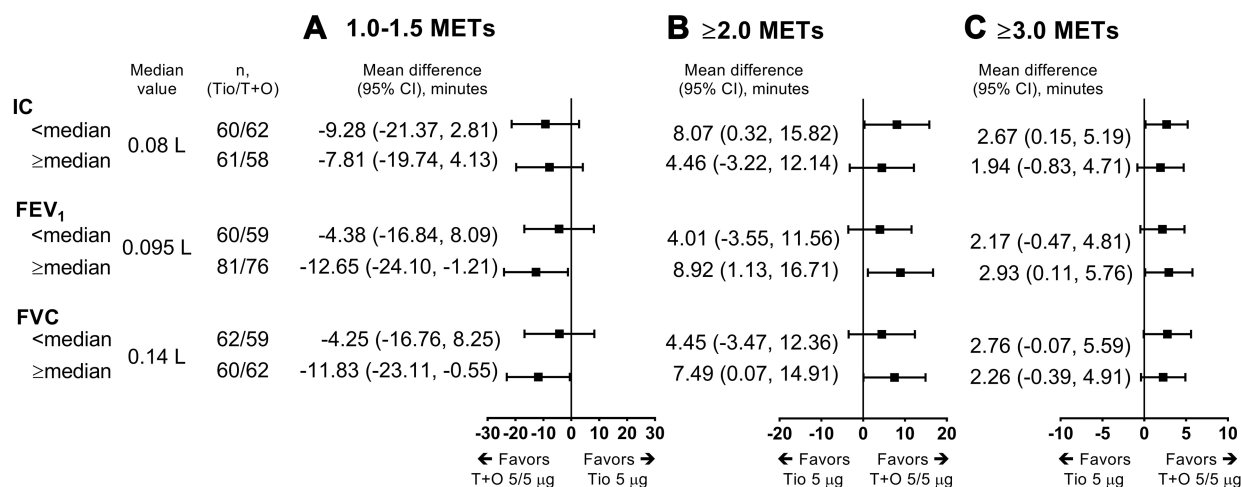 A 1.0-1.5 METs B ≥2.0 METs C ≥3.0 METs
Median value n, (Tio/T+O) Mean difference (95% CI), minutes Mean difference (95% CI), minutes Mean difference (95% CI), minutes
IC
<median 60/62 -9.28 (-21.37, 2.81) 8.07 (0.32, 15.82) 2.67 (0.15, 5.19)
0.08 L
≥median 61/58 -7.81 (-19.74, 4.13) 4.46 (-3.22, 12.14) 1.94 (-0.83, 4.71)
FEV₁
<median 60/59 -4.38 (-16.84, 8.09) 4.01 (-3.55, 11.56) 2.17 (-0.47, 4.81)
0.095 L
≥median 81/76 -12.65 (-24.10, -1.21) 8.92 (1.13, 16.71) 2.93 (0.11, 5.76)
FVC
<median 62/59 -4.25 (-16.76, 8.25) 4.45 (-3.47, 12.36) 2.76 (-0.07, 5.59)
0.14 L
≥median 60/62 -11.83 (-23.11, -0.55) 7.49 (0.07, 14.91) 2.26 (-0.39, 4.91)
-30 -20 -10 0 10 20 30 -20 -10 0 10 20 -10 -5 0 5 10
← Favors Favors → ← Favors Favors → ← Favors Favors →
T+O 5/5 µg Tio 5 µg Tio 5 µg T+O 5/5 µg Tio 5 µg T+O 5/5 µg